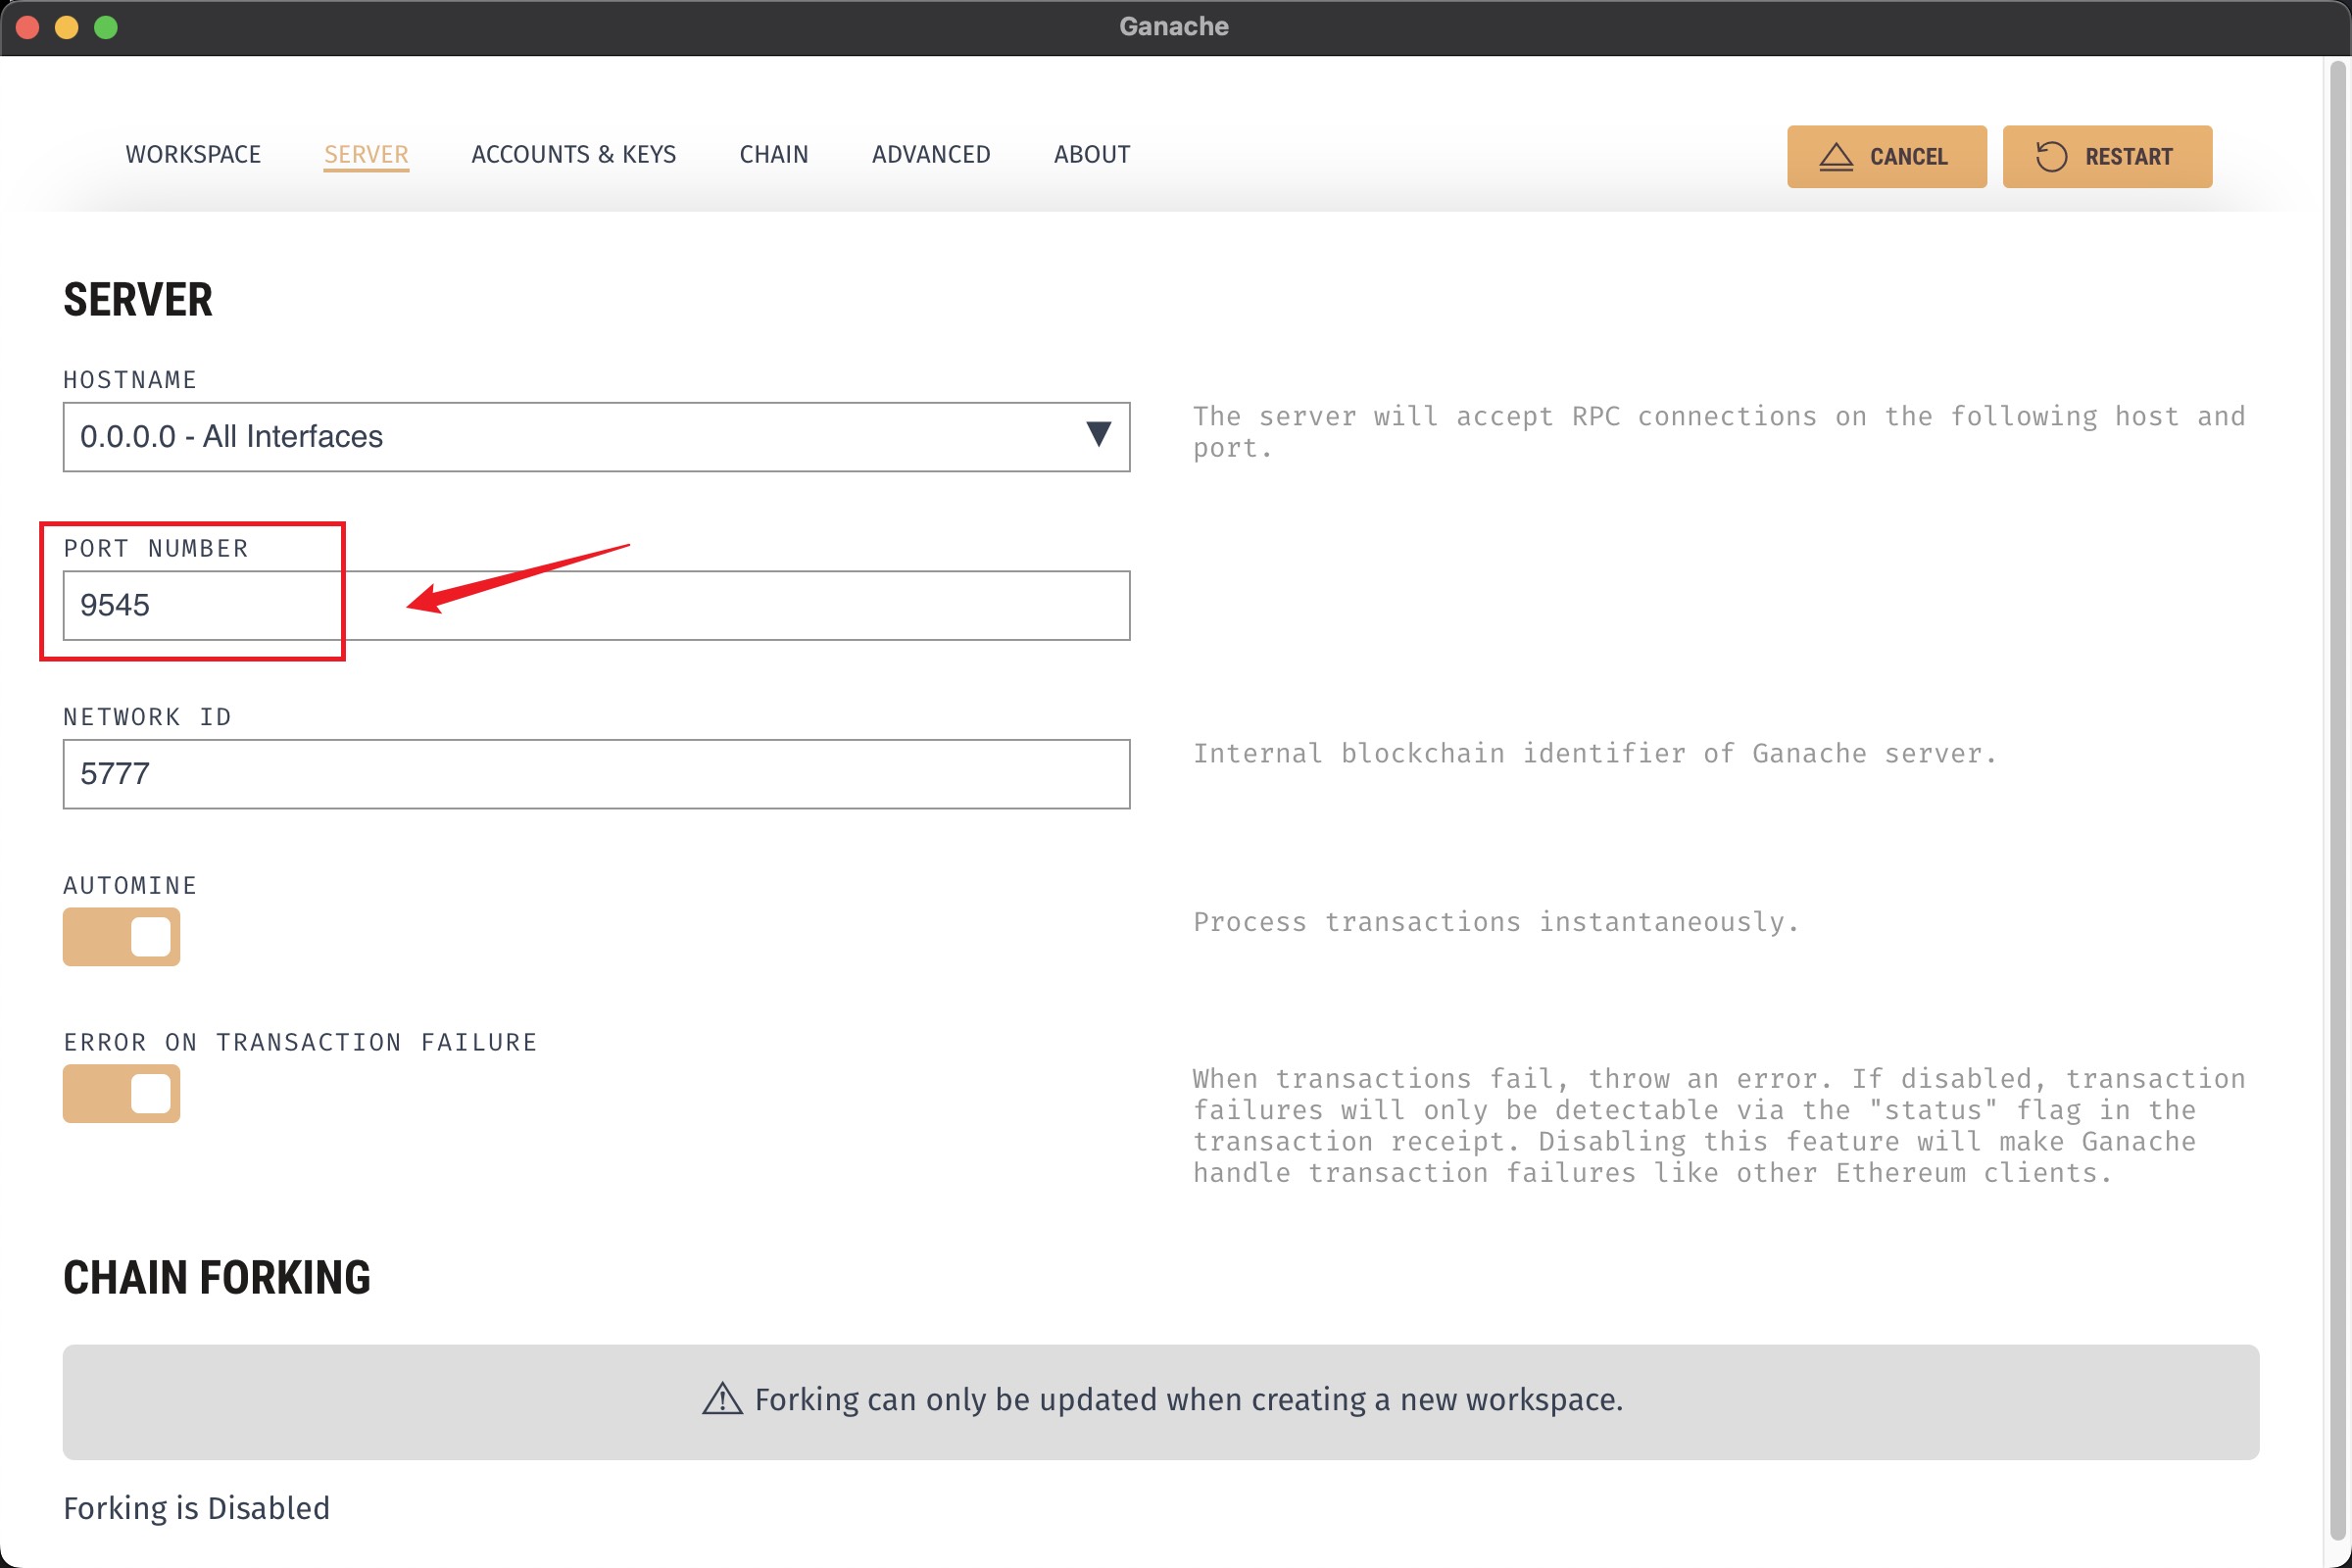 Ganache
WORKSPACE SERVER ACCOUNTS & KEYS CHAIN ADVANCED ABOUT CANCEL RESTART
SERVER
HOSTNAME
0.0.0.0 - All Interfaces
The server will accept RPC connections on the following host and
port.
PORT NUMBER
9545
NETWORK ID
5777
Internal blockchain identifier of Ganache server.
AUTOMINE
Process transactions instantaneously.
ERROR ON TRANSACTION FAILURE
When transactions fail, throw an error. If disabled, transaction
failures will only be detectable via the "status" flag in the
transaction receipt. Disabling this feature will make Ganache
handle transaction failures like other Ethereum clients.
CHAIN FORKING
Forking can only be updated when creating a new workspace.
Forking is Disabled